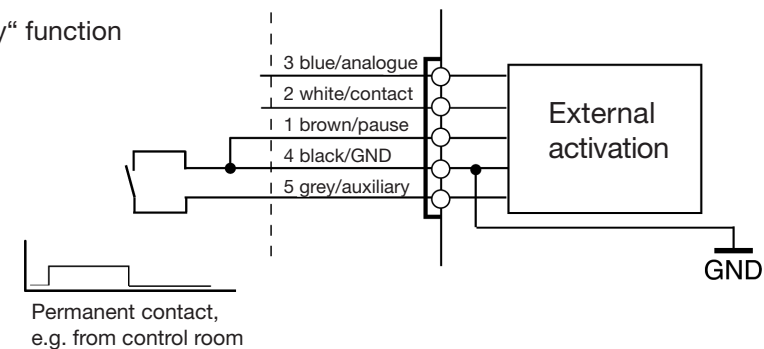 y“ function
3 blue/analogue
2 white/contact
1 brown/pause
4 black/GND
5 grey/auxiliary
External
activation
GND
Permanent contact,
e.g. from control room